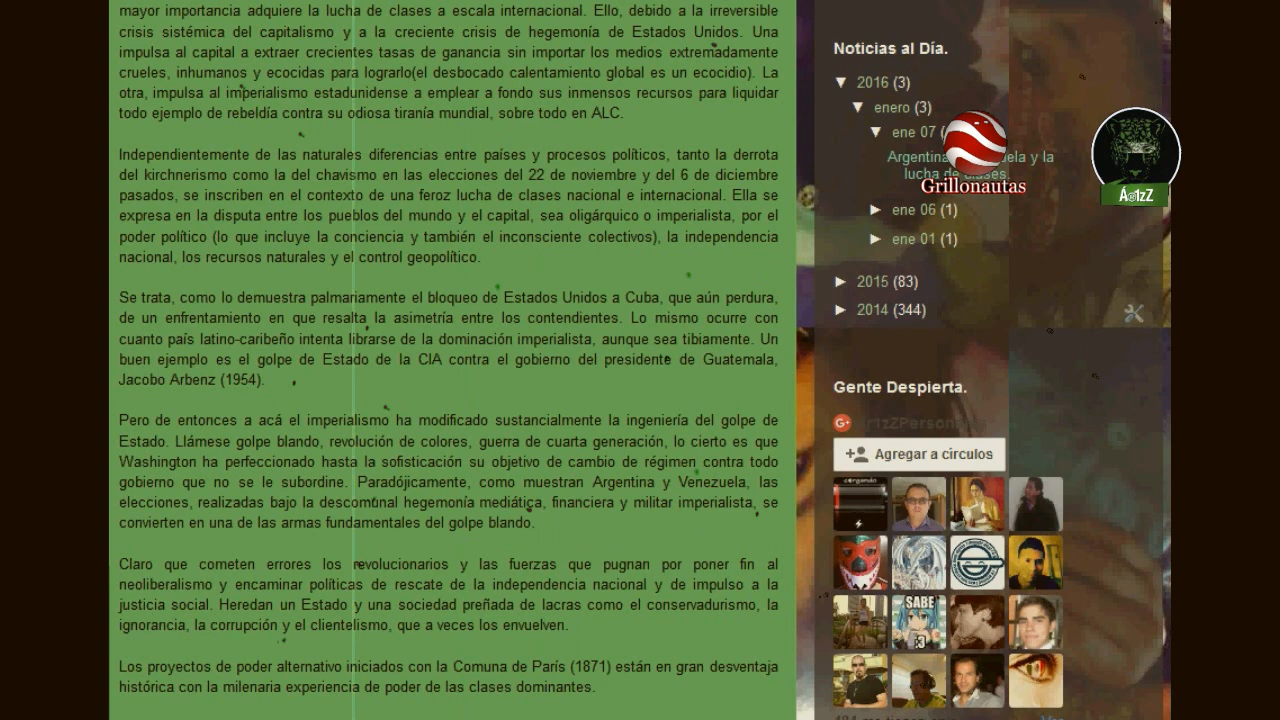 mayor importancia adquiere la lucha de clases a escala internacional. Ello, debido a la irreversible
crisis sistémica del capitalismo y a la creciente crisis de hegemonía de Estados Unidos. Una
impulsa al capital a extraer crecientes tasas de ganancia sin importar los medios extremadamente
crueles, inhumanos y ecocidas para lograrlo(el desbocado calentamiento global es un ecocidio). La
otra, impulsa al imperialismo estadunidense a emplear a fondo sus inmensos recursos para liquidar
todo ejemplo de rebeldía contra su odiosa tiranía mundial, sobre todo en ALC.
Independientemente de las naturales diferencias entre países y procesos políticos, tanto la derrota
del kirchnerismo como la del chavismo en las elecciones del 22 de noviembre y del 6 de diciembre
pasados, se inscriben en el contexto de una feroz lucha de clases nacional e internacional. Ella se
expresa en la disputa entre los pueblos del mundo y el capital, sea oligárquico o imperialista, por el
poder político (lo que incluye la conciencia y también el inconsciente colectivos), la independencia
nacional, los recursos naturales y el control geopolítico.
Se trata, como lo demuestra palmariamente el bloqueo de Estados Unidos a Cuba, que aún perdura,
de un enfrentamiento en que resalta la asimetría entre los contendientes. Lo mismo ocurre con
cuanto país latino-caribeño intenta librarse de la dominación imperialista, aunque sea tibiamente. Un
buen ejemplo es el golpe de Estado de la CIA contra el gobierno del presidente de Guatemala,
Jacobo Arbenz (1954).
Pero de entonces a acá el imperialismo ha modificado sustancialmente la ingeniería del golpe de
Estado. Llámese golpe blando, revolución de colores, guerra de cuarta generación, lo cierto es que
Washington ha perfeccionado hasta la sofisticación su objetivo de cambio de régimen contra todo
gobierno que no se le subordine. Paradójicamente, como muestran Argentina y Venezuela, las
elecciones, realizadas bajo la descomunal hegemonía mediática, financiera y militar imperialista, se
convierten en una de las armas fundamentales del golpe blando.
Claro que cometen errores los revolucionarios y las fuerzas que pugnan por poner fin al
neoliberalismo y encaminar políticas de rescate de la independencia nacional y de impulso a la
justicia social. Heredan un Estado y una sociedad preñada de lacras como el conservadurismo, la
ignorancia, la corrupción y el clientelismo, que a veces los envuelven.
Los proyectos de poder alternativo iniciados con la Comuna de París (1871) están en gran desventaja
histórica con la milenaria experiencia de poder de las clases dominantes.
Noticias al Día.
▼ 2016 (3)
▼ enero (3)
▼ ene 07
Argentina y la
lucha de clases.
Grillonautas
► ene 06 (1)
► ene 01 (1)
► 2015 (83)
► 2014 (344)
Gente Despierta.
G+
Agregar a círculos
cargando
SABE
:3